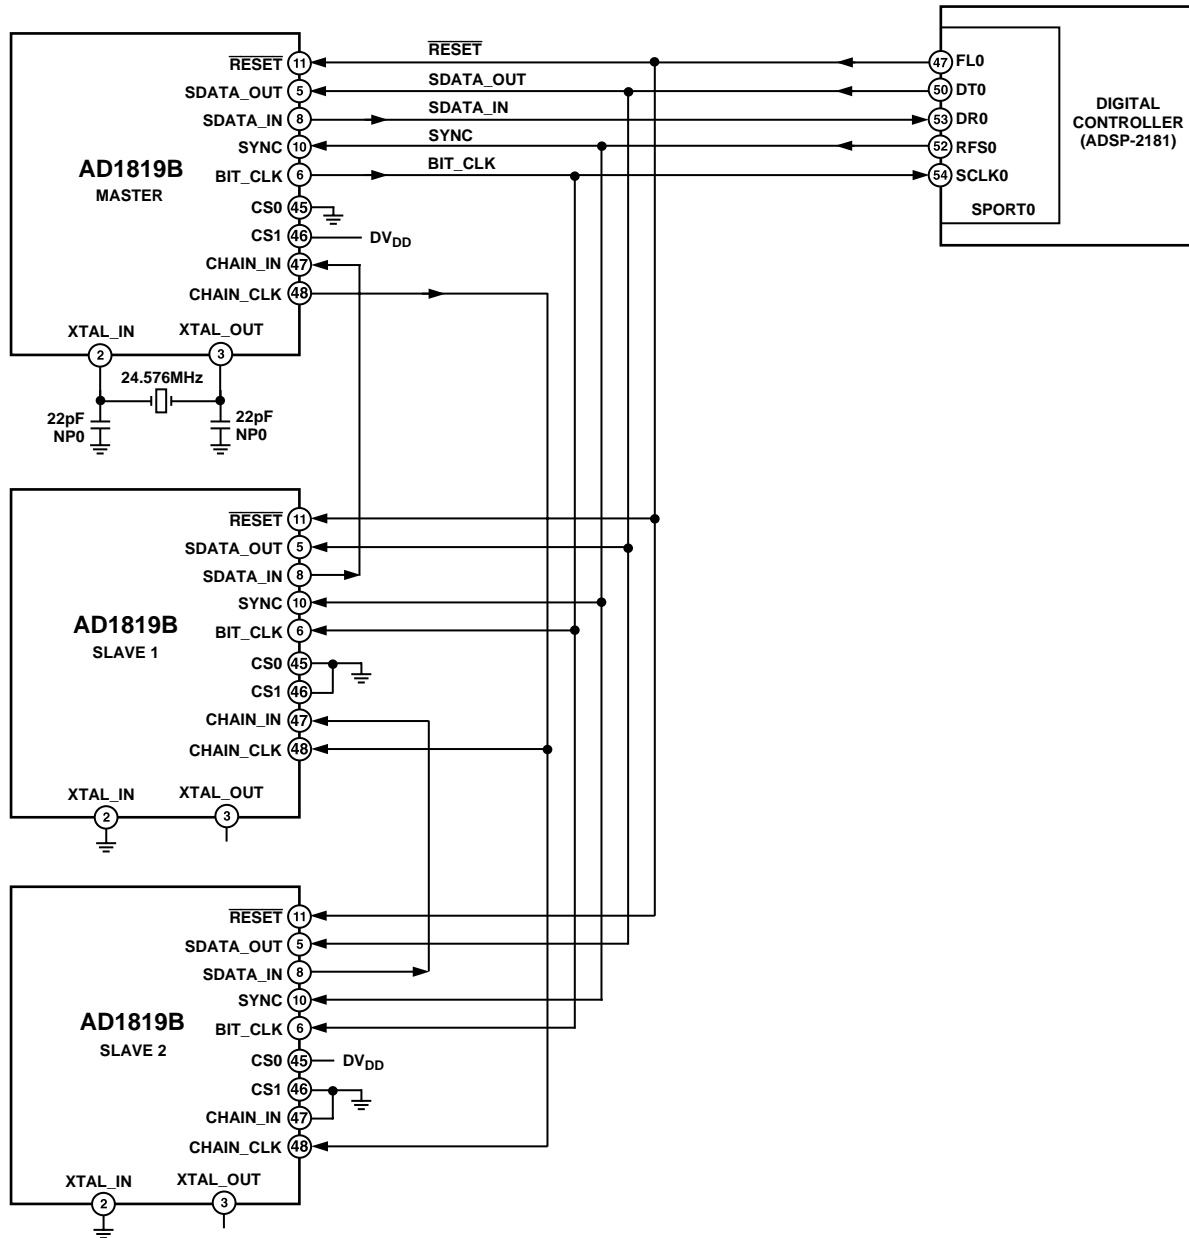 RESET 11
SDATA_OUT 5
SDATA_IN 8
SYNC 10
BIT_CLK 6
CS0 45
CS1 46
DVDD
CHAIN_IN 47
CHAIN_CLK 48
AD1819B
MASTER
XTAL_IN
2
XTAL_OUT
3
24.576MHz
22pF
NP0
22pF
NP0
RESET
SDATA_OUT
SDATA_IN
SYNC
BIT_CLK
47 FL0
50 DT0
53 DR0
52 RFS0
54 SCLK0
SPORT0
DIGITAL
CONTROLLER
(ADSP-2181)
RESET 11
SDATA_OUT 5
SDATA_IN 8
SYNC 10
BIT_CLK 6
CS0 45
CS1 46
CHAIN_IN 47
CHAIN_CLK 48
AD1819B
SLAVE 1
XTAL_IN
2
XTAL_OUT
3
RESET 11
SDATA_OUT 5
SDATA_IN 8
SYNC 10
BIT_CLK 6
CS0 45
DVDD
CS1 46
CHAIN_IN 47
CHAIN_CLK 48
AD1819B
SLAVE 2
XTAL_IN
2
XTAL_OUT
3